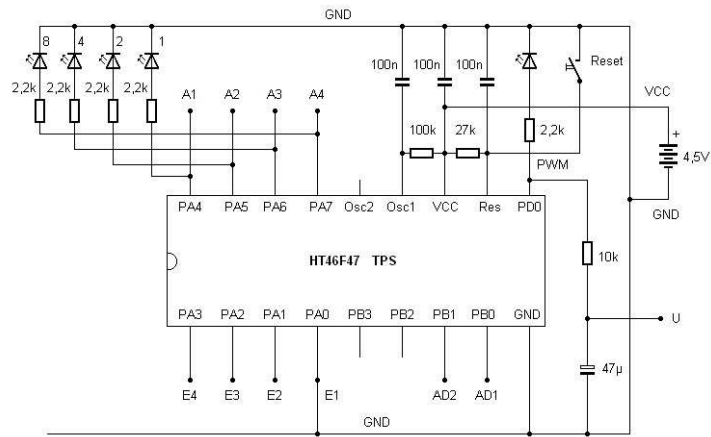 GND
8 4 2 1
100n 100n 100n Reset
2,2k 2,2k 2,2k 2,2k A1 A2 A3 A4 VCC
100k 27k 2,2k +
4,5V
PWM
PA4 PA5 PA6 PA7 Osc2 Osc1 VCC Res PD0 GND
HT46F47 TPS 10k
PA3 PA2 PA1 PA0 PB3 PB2 PB1 PB0 GND U
47µ
E4 E3 E2 E1 AD2 AD1
GND